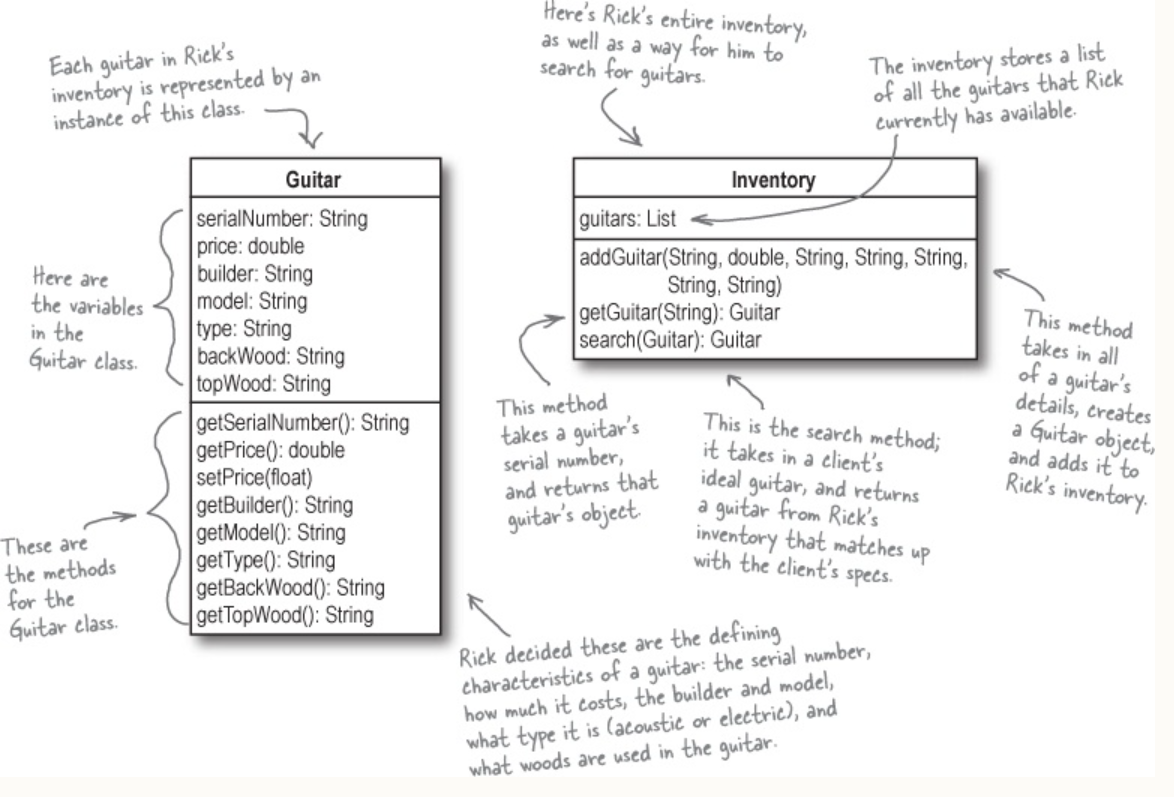 Here's Rick's entire inventory,
as well as a way for him to
search for guitars.
Each guitar in Rick's
inventory is represented by an
instance of this class.
The inventory stores a list
of all the guitars that Rick
currently has available.
Guitar
serialNumber: String
price: double
builder: String
model: String
type: String
backWood: String
topWood: String
getSerialNumber(): String
getPrice(): double
setPrice(float)
getBuilder(): String
getModel(): String
getType(): String
getBackWood(): String
getTopWood(): String
Here are
the variables
in the
Guitar class.
These are
the methods
for the
Guitar class.
Inventory
guitars: List
addGuitar(String, double, String, String, String,
String, String)
getGuitar(String): Guitar
search(Guitar): Guitar
This method
takes a guitar's
serial number,
and returns that
guitar's object.
This is the search method;
it takes in a client's
ideal guitar, and returns
a guitar from Rick's
inventory that matches up
with the client's specs.
This method
takes in all
of a guitar's
details, creates
a Guitar object,
and adds it to
Rick's inventory.
Rick decided these are the defining
characteristics of a guitar: the serial number,
how much it costs, the builder and model,
what type it is (acoustic or electric), and
what woods are used in the guitar.